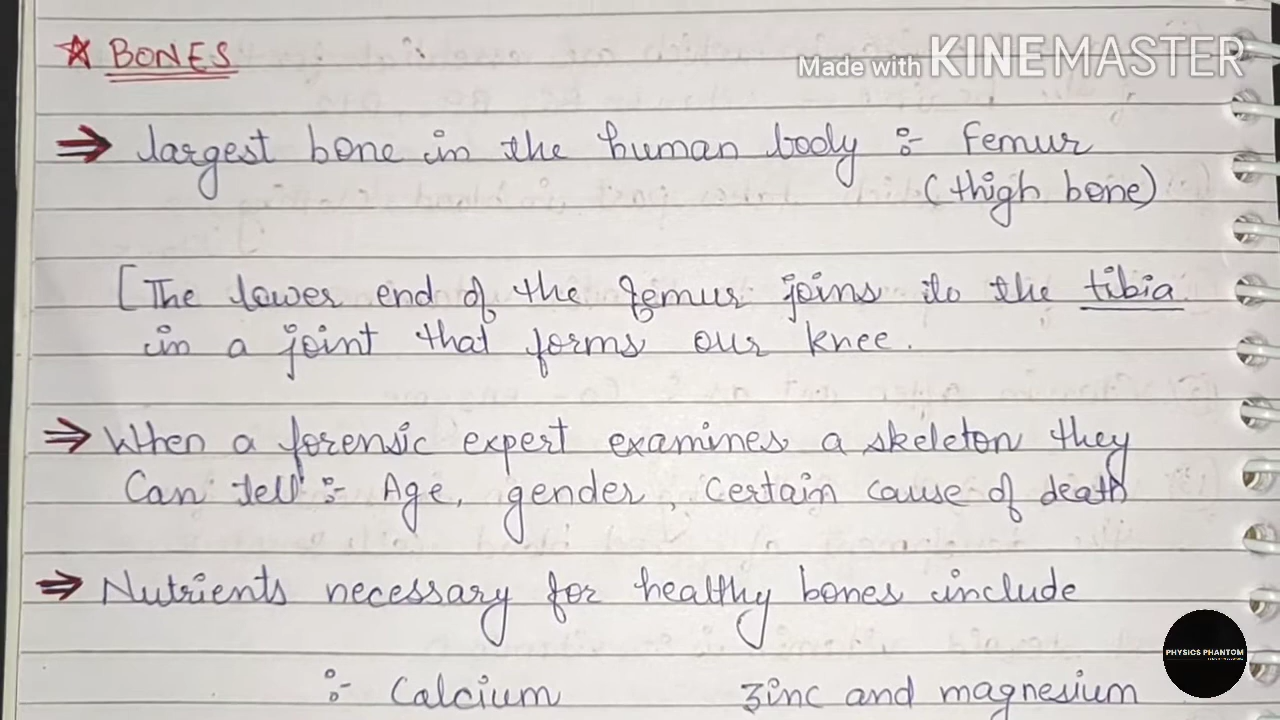 ☆ BONES
Made with KINEMASTER
⇒ largest bone in the human body :- Femur
(thigh bone)
[The lower end of the femur joins to the tibia
in a joint that forms our knee.
⇒ When a forensic expert examines a skeleton they
Can tell :- Age, gender, certain cause of death
⇒ Nutrients necessary for healthy bones include
PHYSICS PHANTOM
:- Calcium zinc and magnesium